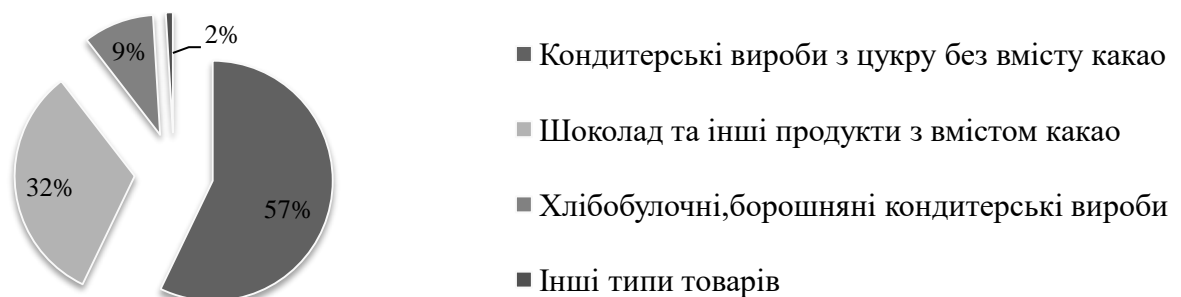 2%
9%
32%
57%
Кондитерські вироби з цукру без вмісту какао
Шоколад та інші продукти з вмістом какао
Хлібобулочні,борошняні кондитерські вироби
Інші типи товарів